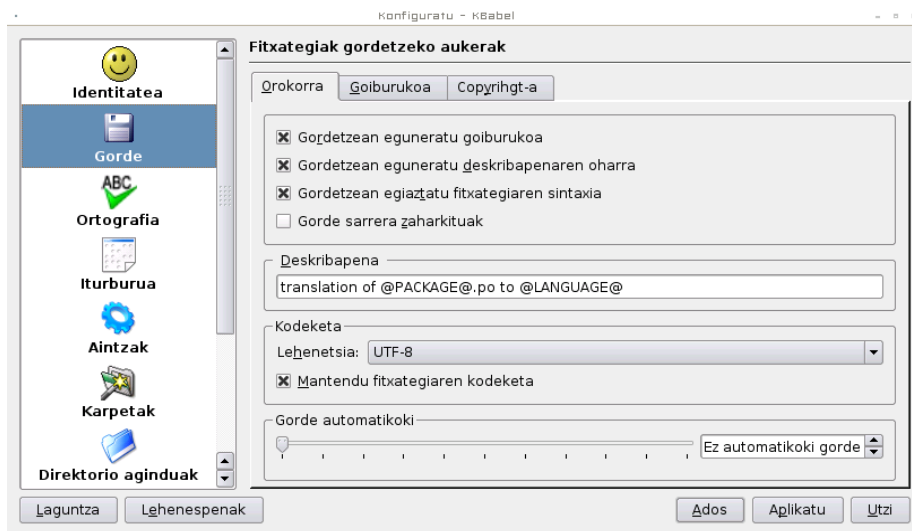 Konfiguratu - KBabel
Identitatea
Gorde
ABC
Ortografia
Iturburua
Aintzak
Karpetak
Direktorio aginduak
Fitxategiak gordetzeko aukerak
Orokorra
Goiburukoa
Copyrihgt-a
Gordetzean eguneratu goiburukoa
Gordetzean eguneratu deskribapenaren oharra
Gordetzean egiaztatu fitxategiaren sintaxia
Gorde sarrera zaharkituak
Deskribapena
translation of @PACKAGE@.po to @LANGUAGE@
Kodeketa
Lehenetsia: UTF-8
Mantendu fitxategiaren kodeketa
Gorde automatikoki
Ez automatikoki gorde
Laguntza
Lehenespenak
Ados
Aplikatu
Utzi